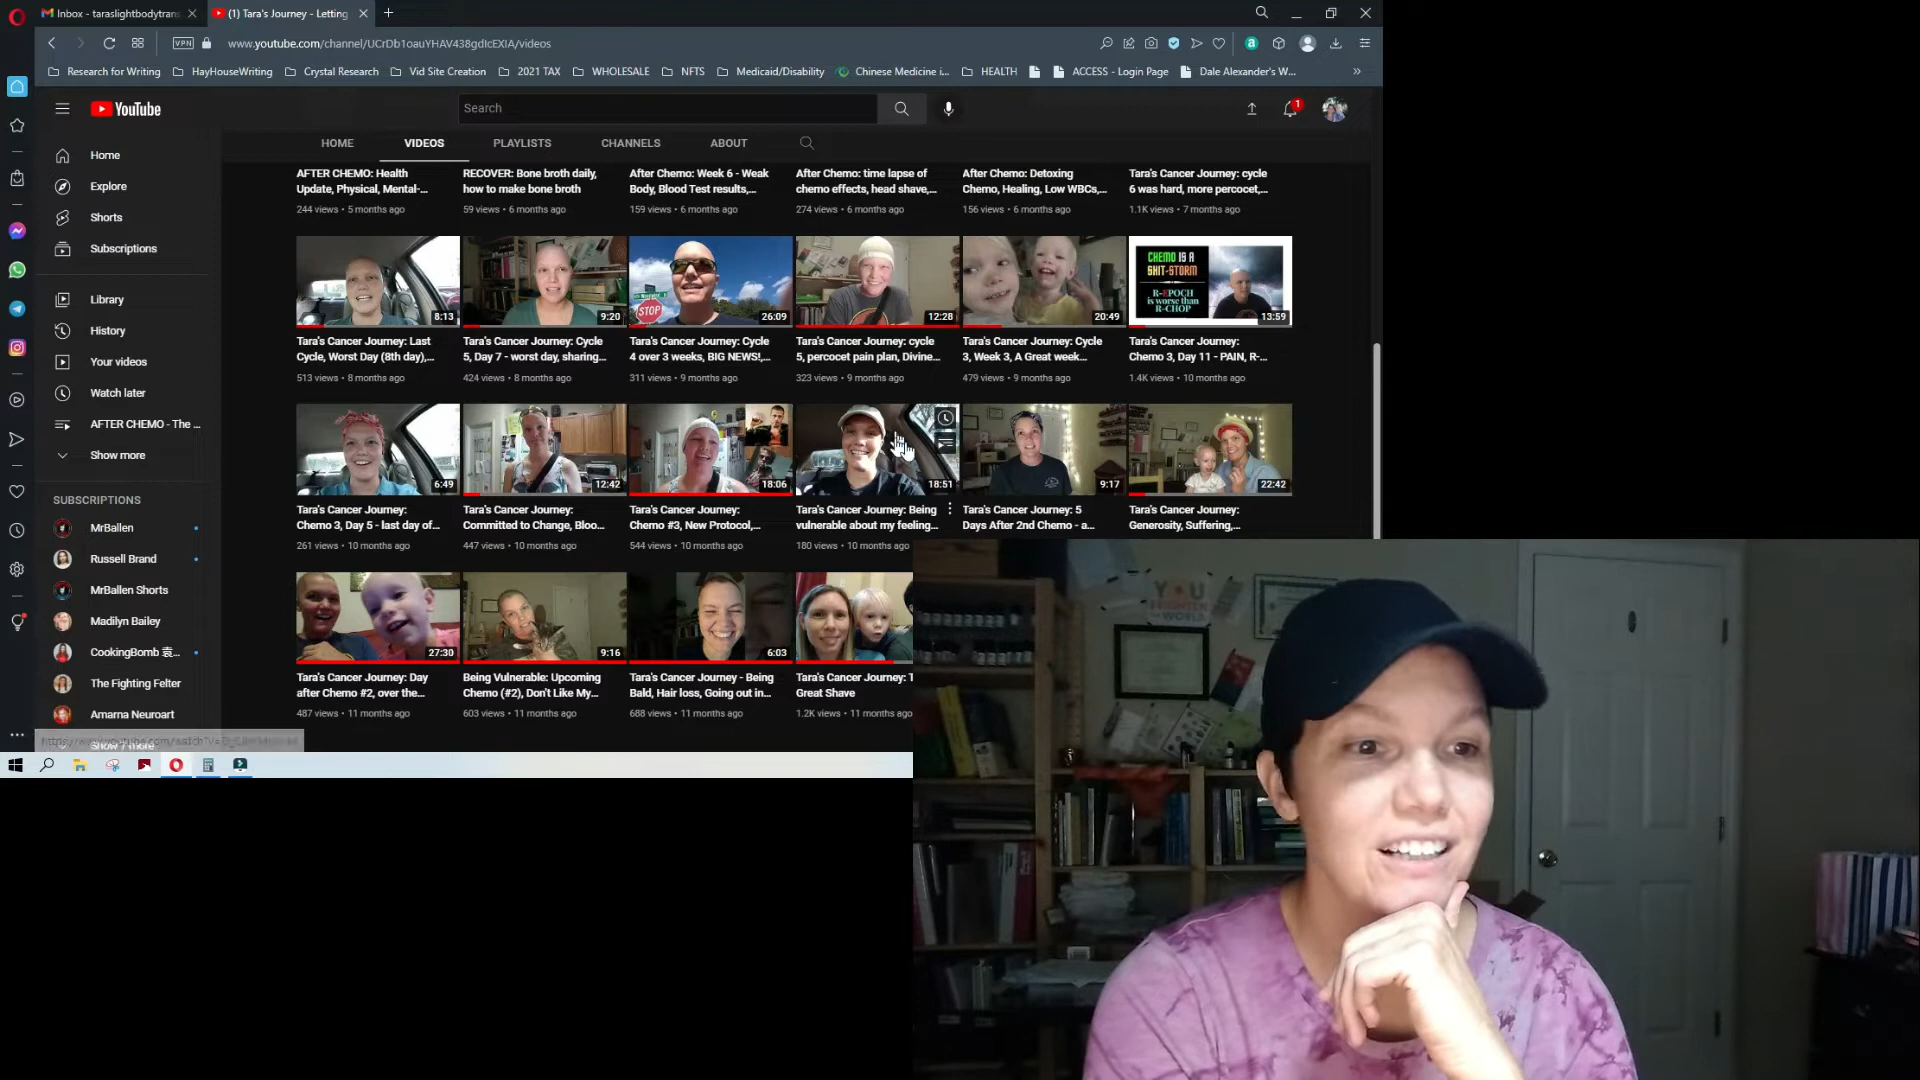 Inbox - taraslightbodytrans
(1) Tara's Journey - Letting
VPN
www.youtube.com/channel/UCrDb1oauYHAV438gdIcEXIA/videos
Research for Writing
HayHouseWriting
Crystal Research
Vid Site Creation
2021 TAX
WHOLESALE
NFTS
Medicaid/Disability
Chinese Medicine i...
HEALTH
ACCESS - Login Page
Dale Alexander's W...
YouTube
Search
1
HOME
VIDEOS
PLAYLISTS
CHANNELS
ABOUT
Home
Explore
Shorts
Subscriptions
Library
History
Your videos
Watch later
AFTER CHEMO - The ...
Show more
SUBSCRIPTIONS
MrBallen
Russell Brand
MrBallen Shorts
Madilyn Bailey
CookingBomb 袁...
The Fighting Felter
Amarna Neuroart
Show 7 more
AFTER CHEMO: Health
Update, Physical, Mental-...
244 views • 5 months ago
RECOVER: Bone broth daily,
how to make bone broth
59 views • 6 months ago
After Chemo: Week 6 - Weak
Body, Blood Test results,...
159 views • 6 months ago
After Chemo: time lapse of
chemo effects, head shave,...
274 views • 6 months ago
After Chemo: Detoxing
Chemo, Healing, Low WBCs,...
156 views • 6 months ago
Tara's Cancer Journey: cycle
6 was hard, more percocet,...
1.1K views • 7 months ago
8:13
Tara's Cancer Journey: Last
Cycle, Worst Day (8th day),...
513 views • 8 months ago
9:20
Tara's Cancer Journey: Cycle
5, Day 7 - worst day, sharing...
424 views • 8 months ago
STOP
26:09
Tara's Cancer Journey: Cycle
4 over 3 weeks, BIG NEWS!,...
311 views • 9 months ago
12:28
Tara's Cancer Journey: cycle
5, percocet pain plan, Divine...
323 views • 9 months ago
20:49
Tara's Cancer Journey: Cycle
3, Week 3, A Great week...
479 views • 9 months ago
CHEMO IS A
SHIT-STORM
R-EPOCH
is worse than
R-CHOP
13:59
Tara's Cancer Journey:
Chemo 3, Day 11 - PAIN, R-...
1.4K views • 10 months ago
6:49
Tara's Cancer Journey:
Chemo 3, Day 5 - last day of...
261 views • 10 months ago
12:42
Tara's Cancer Journey:
Committed to Change, Bloo...
447 views • 10 months ago
18:06
Tara's Cancer Journey:
Chemo #3, New Protocol,...
544 views • 10 months ago
18:51
Tara's Cancer Journey: Being
vulnerable about my feeling...
180 views • 10 months ago
9:17
Tara's Cancer Journey: 5
Days After 2nd Chemo - a...
22:42
Tara's Cancer Journey:
Generosity, Suffering,...
27:30
Tara's Cancer Journey: Day
after Chemo #2, over the...
487 views • 11 months ago
9:16
Being Vulnerable: Upcoming
Chemo (#2), Don't Like My...
603 views • 11 months ago
6:03
Tara's Cancer Journey - Being
Bald, Hair loss, Going out in...
688 views • 11 months ago
Tara's Cancer Journey: T
Great Shave
1.2K views • 11 months
YOU
BRIGHTEN
THE WORLD